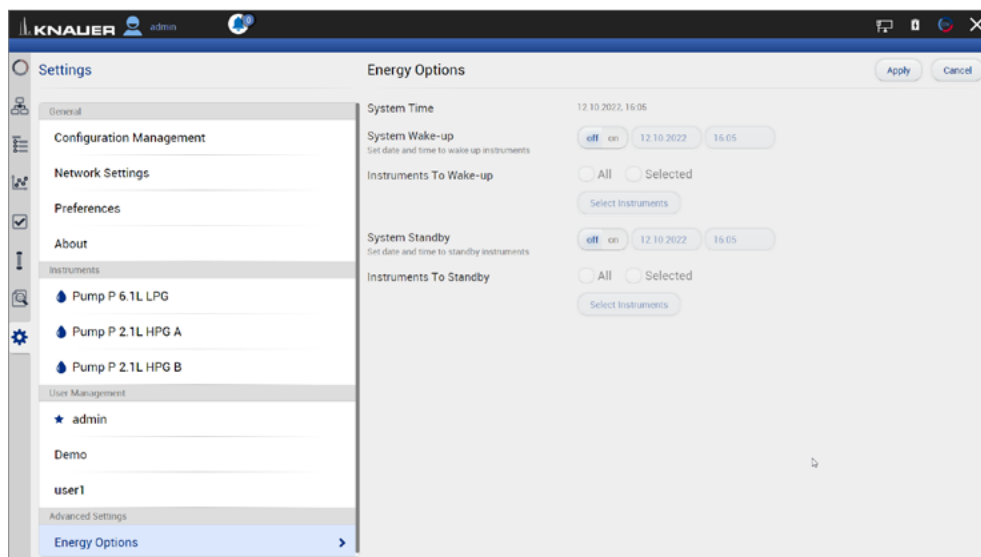 KNAUER admin 0
Settings
General
Configuration Management
Network Settings
Preferences
About
Instruments
Pump P 6.1L LPG
Pump P 2.1L HPG A
Pump P 2.1L HPG B
User Management
admin
Demo
user1
Advanced Settings
Energy Options
Energy Options Apply Cancel
System Time 12.10.2022, 16:05
System Wake-up off on 12.10.2022 16:05
Set date and time to wake up instruments
Instruments To Wake-up All Selected
Select Instruments
System Standby off on 12.10.2022 16:05
Set date and time to standby instruments
Instruments To Standby All Selected
Select Instruments